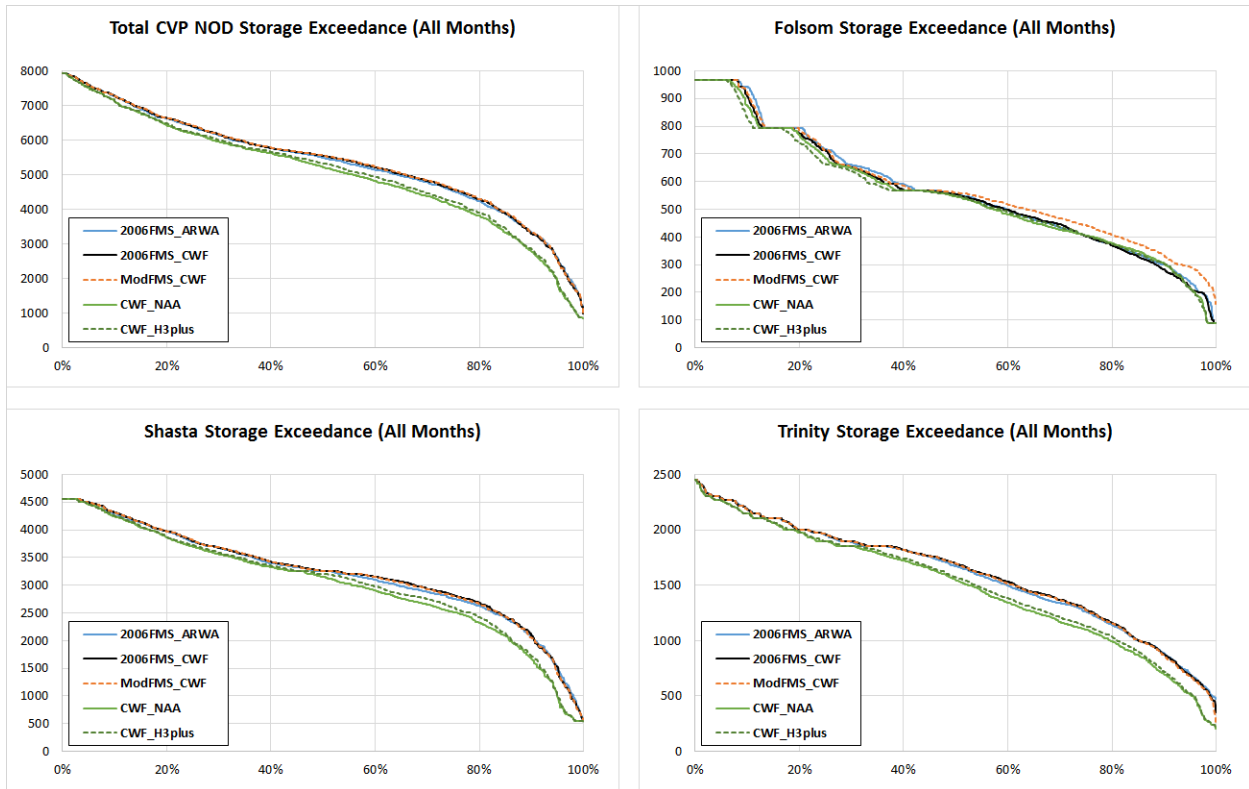 Total CVP NOD Storage Exceedance (All Months)
8000
7000
6000
5000
4000
3000
2000
1000
0
2006FMS_ARWA
2006FMS_CWF
ModFMS_CWF
CWF_NAA
CWF_H3plus
0% 20% 40% 60% 80% 100%
Folsom Storage Exceedance (All Months)
1000
900
800
700
600
500
400
300
200
100
0
2006FMS_ARWA
2006FMS_CWF
ModFMS_CWF
CWF_NAA
CWF_H3plus
0% 20% 40% 60% 80% 100%
Shasta Storage Exceedance (All Months)
5000
4500
4000
3500
3000
2500
2000
1500
1000
500
0
2006FMS_ARWA
2006FMS_CWF
ModFMS_CWF
CWF_NAA
CWF_H3plus
0% 20% 40% 60% 80% 100%
Trinity Storage Exceedance (All Months)
2500
2000
1500
1000
500
0
2006FMS_ARWA
2006FMS_CWF
ModFMS_CWF
CWF_NAA
CWF_H3plus
0% 20% 40% 60% 80% 100%